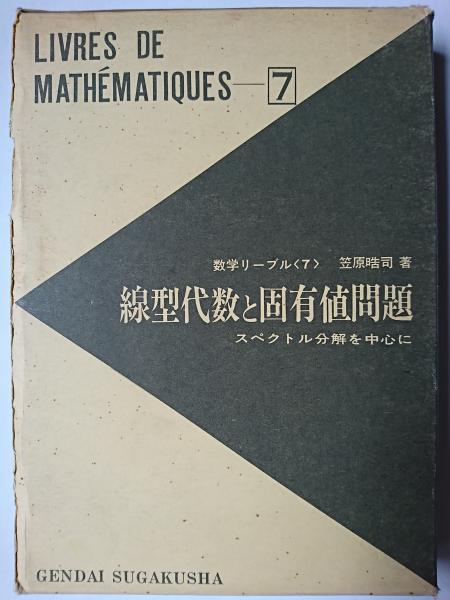 LIVRES DE
MATHÉMATIQUES—7
数学リーブル〈7〉 笠原晧司 著
線型代数と固有値問題
スペクトル分解を中心に
GENDAI SUGAKUSHA